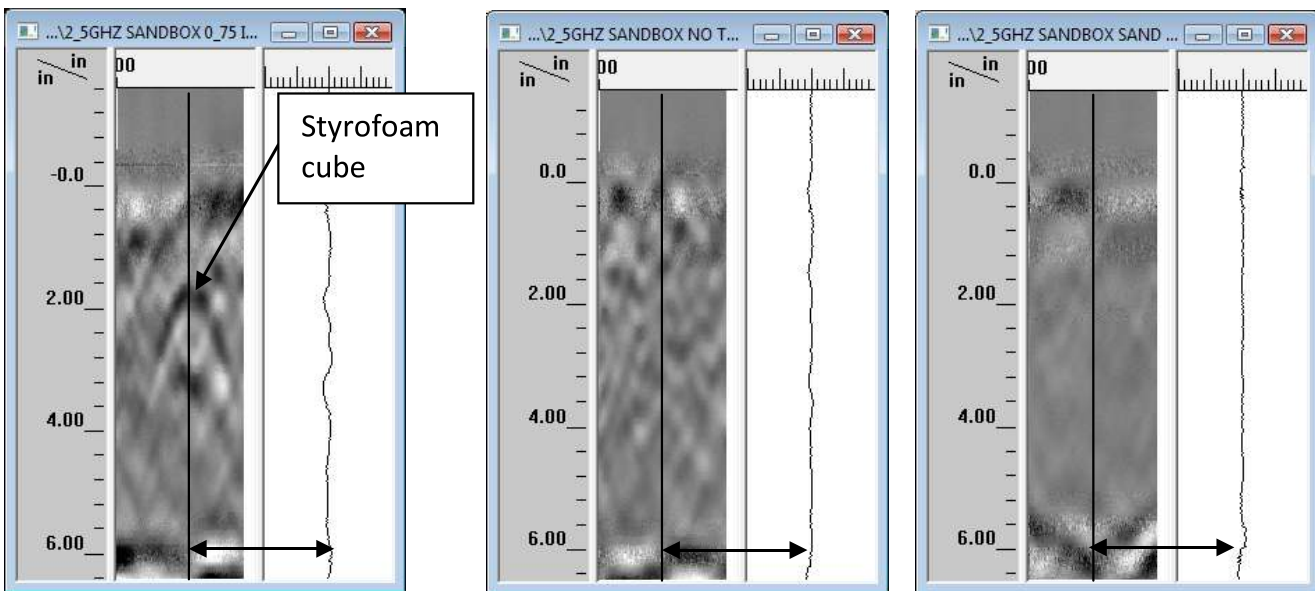 ...\2_5GHZ SANDBOX 0_75 I...
in
in
00
Styrofoam
cube
-0.0
2.00
4.00
6.00
...\2_5GHZ SANDBOX NO T...
in
in
00
0.0
2.00
4.00
6.00
...\2_5GHZ SANDBOX SAND ...
in
in
00
0.0
2.00
4.00
6.00